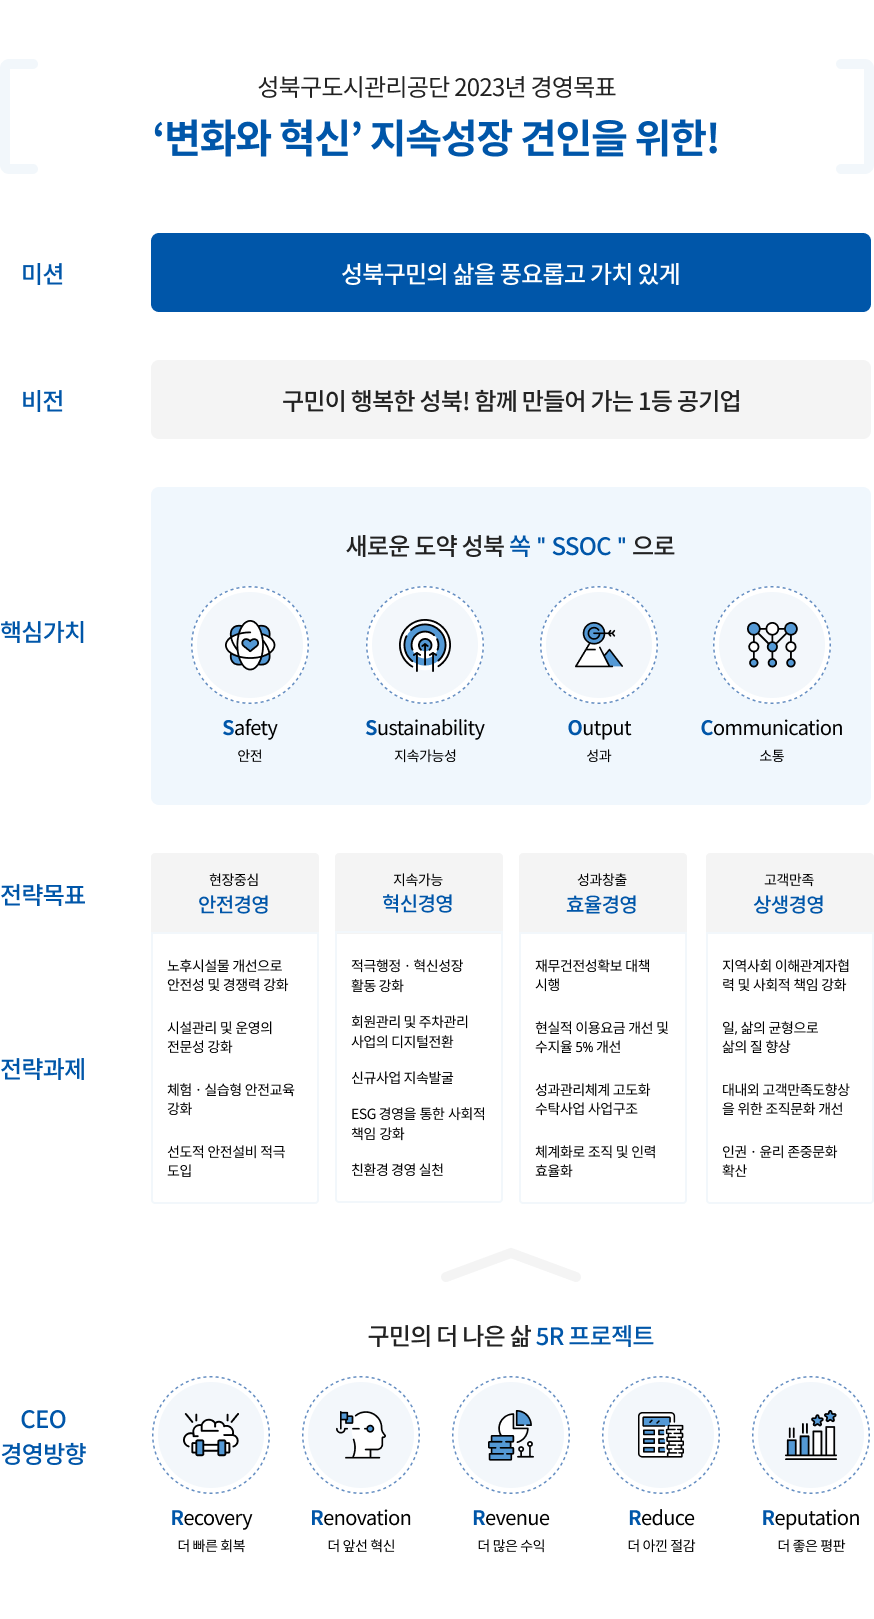 성북구도시관리공단 2023년 경영목표
‘변화와 혁신’ 지속성장 견인을 위한!
미션
성북구민의 삶을 풍요롭고 가치 있게
비전
구민이 행복한 성북! 함께 만들어 가는 1등 공기업
핵심가치
새로운 도약 성북 쏙 " SSOC " 으로
Safety
안전
Sustainability
지속가능성
Output
성과
Communication
소통
전략목표
현장중심
안전경영
지속가능
혁신경영
성과창출
효율경영
고객만족
상생경영
전략과제
노후시설물 개선으로
안전성 및 경쟁력 강화
시설관리 및 운영의
전문성 강화
체험 · 실습형 안전교육
강화
선도적 안전설비 적극
도입
적극행정 · 혁신성장
활동 강화
회원관리 및 주차관리
사업의 디지털전환
신규사업 지속발굴
ESG 경영을 통한 사회적
책임 강화
친환경 경영 실천
재무건전성확보 대책
시행
현실적 이용요금 개선 및
수지율 5% 개선
성과관리체계 고도화
수탁사업 사업구조
체계화로 조직 및 인력
효율화
지역사회 이해관계자협
력 및 사회적 책임 강화
일, 삶의 균형으로
삶의 질 향상
대내외 고객만족도향상
을 위한 조직문화 개선
인권 · 윤리 존중문화
확산
구민의 더 나은 삶 5R 프로젝트
CEO
경영방향
Recovery
더 빠른 회복
Renovation
더 앞선 혁신
Revenue
더 많은 수익
Reduce
더 아낀 절감
Reputation
더 좋은 평판